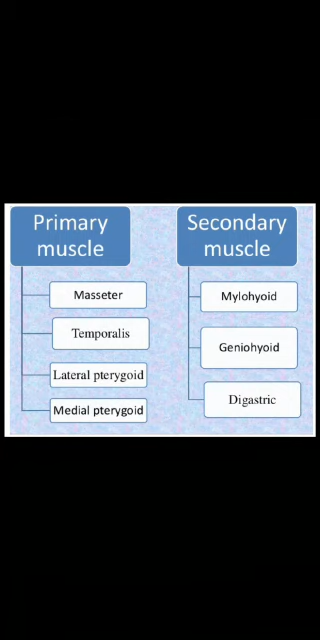 Primary
muscle
Masseter
Temporalis
Lateral pterygoid
Medial pterygoid
Secondary
muscle
Mylohyoid
Geniohyoid
Digastric